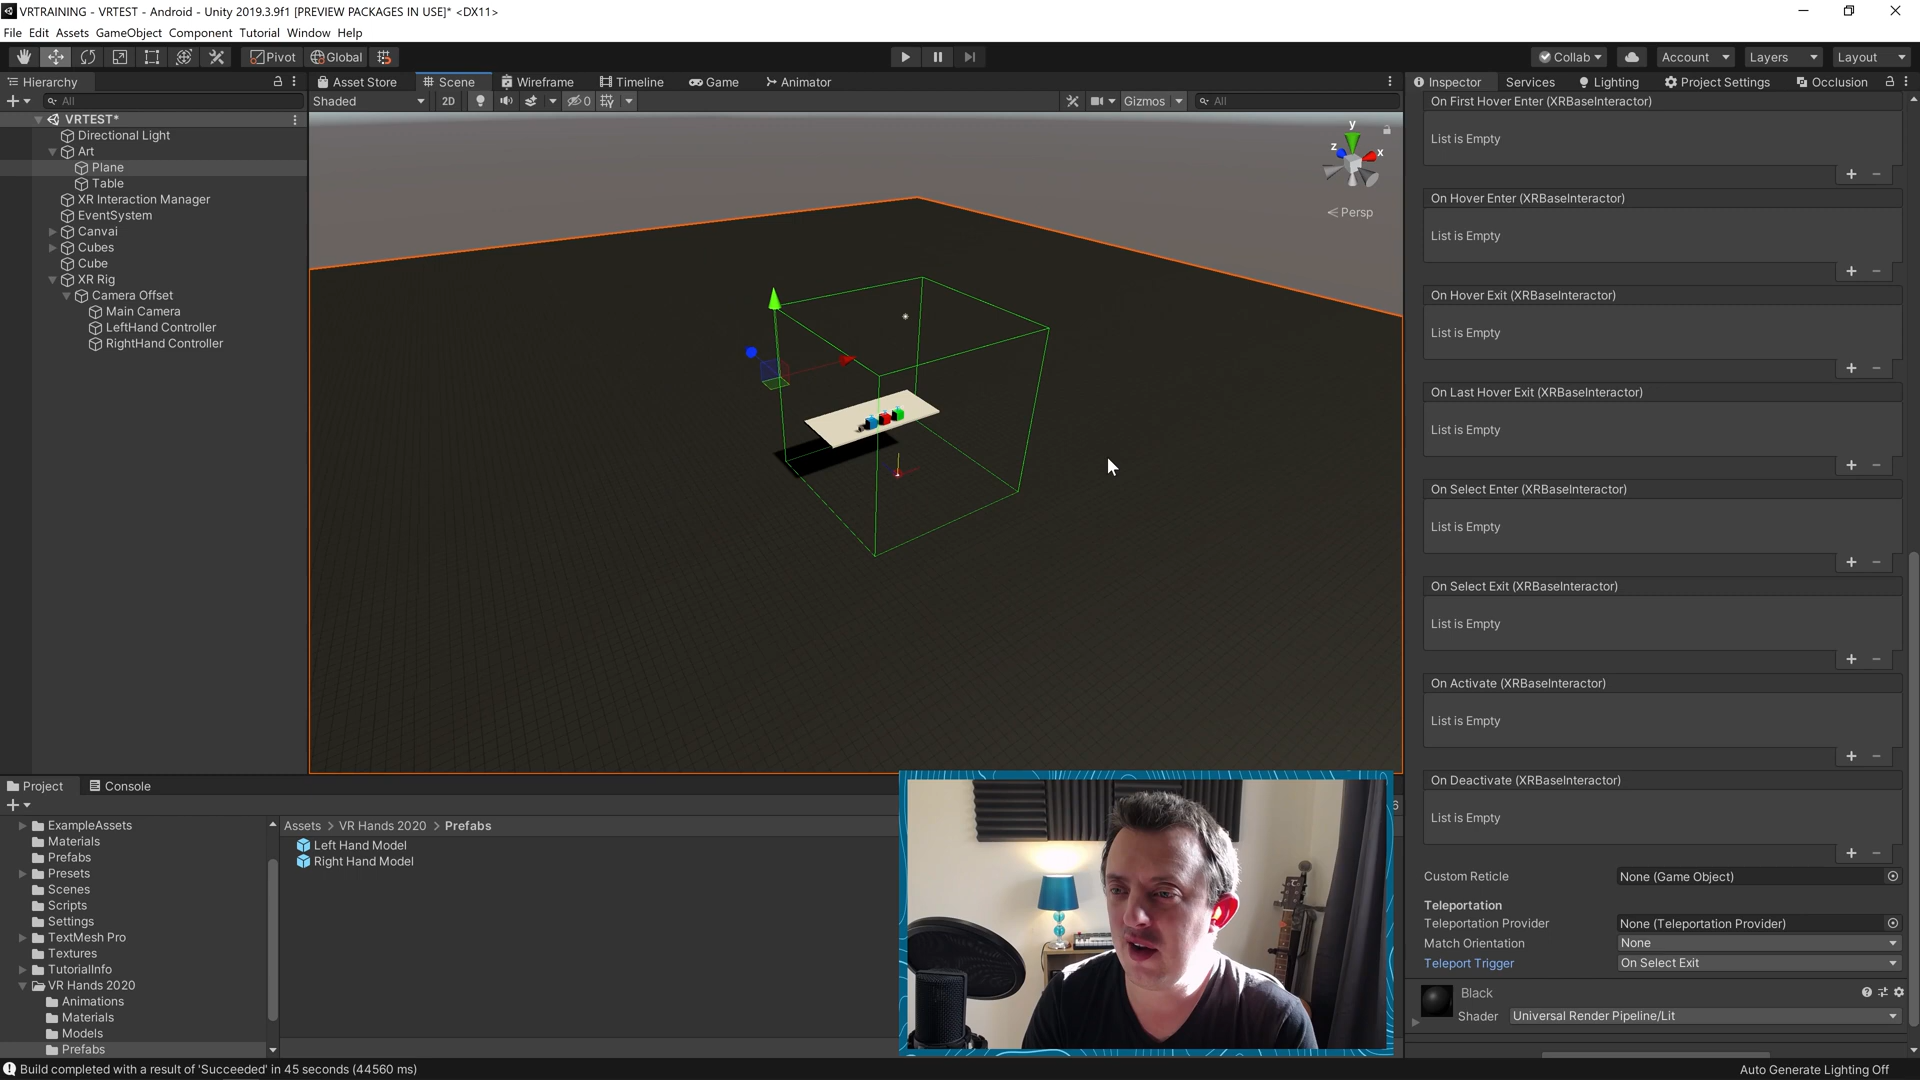 VRTRAINING - VRTEST - Android - Unity 2019.3.9f1 [PREVIEW PACKAGES IN USE]* <DX11>
File Edit Assets GameObject Component Tutorial Window Help
Pivot Global Collab Account Layers Layout
Hierarchy
All
VRTEST*
Directional Light
Art
Plane
Table
XR Interaction Manager
EventSystem
Canvai
Cubes
Cube
XR Rig
Camera Offset
Main Camera
LeftHand Controller
RightHand Controller
Asset Store Scene Wireframe Timeline Game Animator
Shaded 2D 0 Gizmos All
y
z x
Persp
Inspector Services Lighting Project Settings Occlusion
On First Hover Enter (XRBaseInteractor)
List is Empty
On Hover Enter (XRBaseInteractor)
List is Empty
On Hover Exit (XRBaseInteractor)
List is Empty
On Last Hover Exit (XRBaseInteractor)
List is Empty
On Select Enter (XRBaseInteractor)
List is Empty
On Select Exit (XRBaseInteractor)
List is Empty
On Activate (XRBaseInteractor)
List is Empty
On Deactivate (XRBaseInteractor)
List is Empty
Custom Reticle None (Game Object)
Teleportation
Teleportation Provider None (Teleportation Provider)
Match Orientation None
Teleport Trigger On Select Exit
Black
Shader Universal Render Pipeline/Lit
Project Console
ExampleAssets
Materials
Prefabs
Presets
Scenes
Scripts
Settings
TextMesh Pro
Textures
TutorialInfo
VR Hands 2020
Animations
Materials
Models
Prefabs
Assets > VR Hands 2020 > Prefabs
Left Hand Model
Right Hand Model
6
Build completed with a result of 'Succeeded' in 45 seconds (44560 ms)
Auto Generate Lighting Off